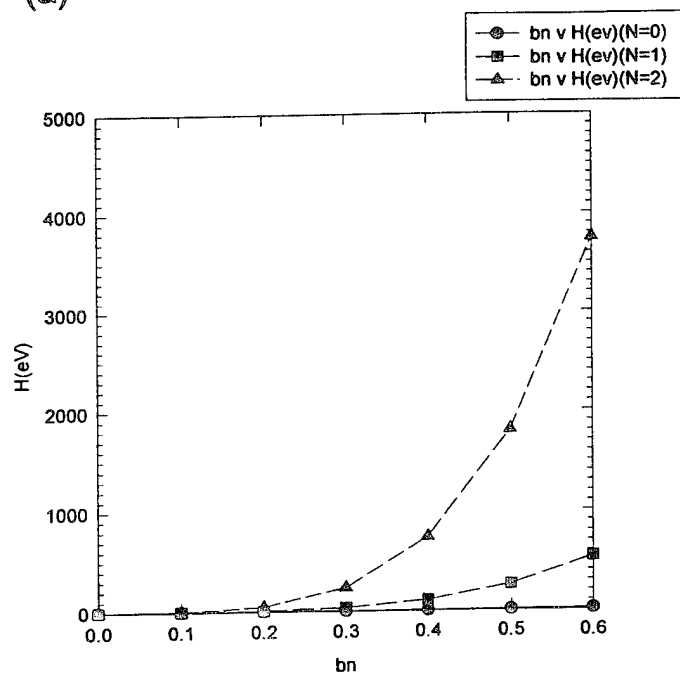 (a)
bn v H(ev)(N=0)
bn v H(ev)(N=1)
bn v H(ev)(N=2)
5000
4000
3000
2000
1000
0
H(eV)
0.0 0.1 0.2 0.3 0.4 0.5 0.6
bn